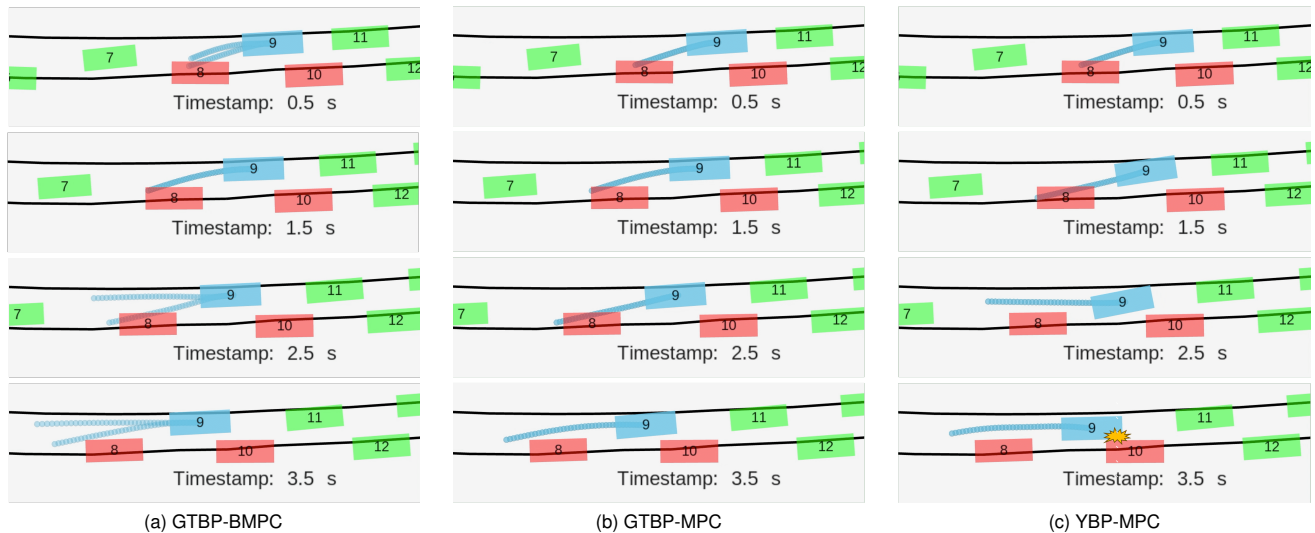 9 11 7 8 10 12
Timestamp: 0.5 s
9 11 7 8 10
Timestamp: 0.5 s
9 11 7 8 10 12
Timestamp: 0.5 s
9 11 7 8 10 12
Timestamp: 1.5 s
9 11 7 8 10 12
Timestamp: 1.5 s
9 11 7 8 10 12
Timestamp: 1.5 s
9 11 7 8 10 12
Timestamp: 2.5 s
9 11 7 8 10 12
Timestamp: 2.5 s
9 11 7 8 10 12
Timestamp: 2.5 s
9 11 8 10 12
Timestamp: 3.5 s
9 11 8 10 12
Timestamp: 3.5 s
9 11 8 10 12
Timestamp: 3.5 s
(a) GTBP-BMPC
(b) GTBP-MPC
(c) YBP-MPC